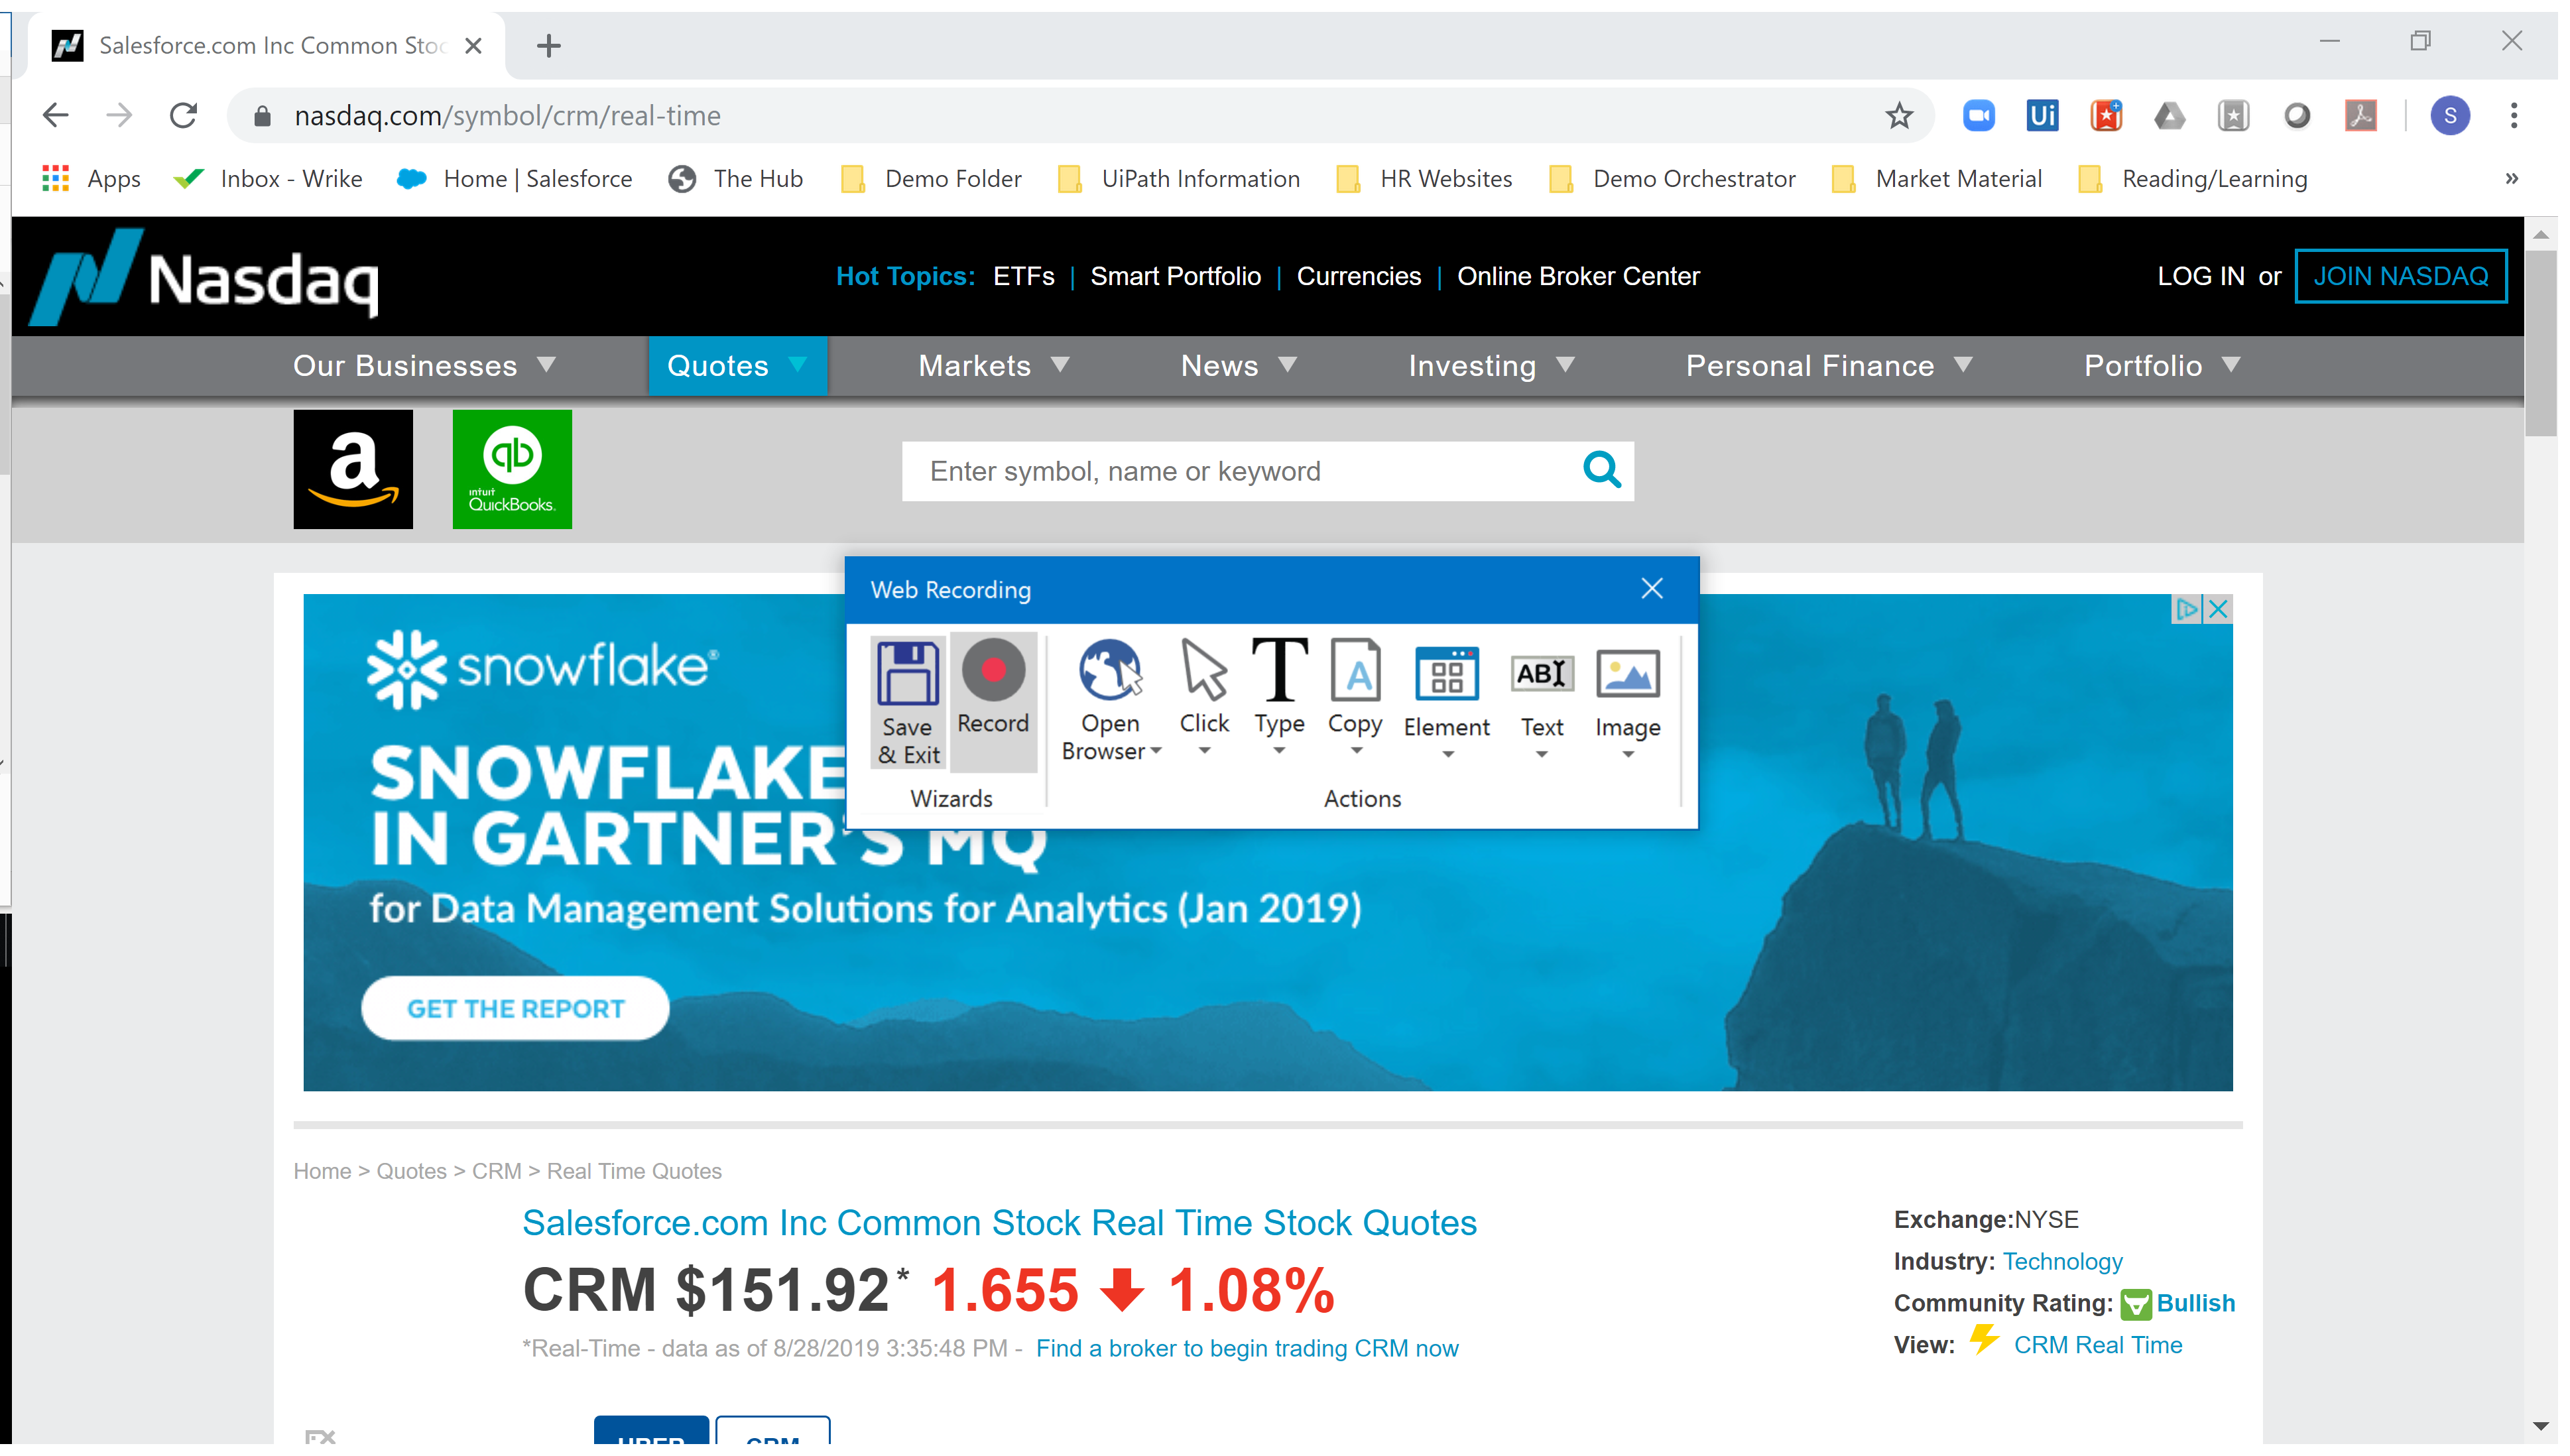 Salesforce.com Inc Common Stoc
nasdaq.com/symbol/crm/real-time
Ui
S
Apps Inbox - Wrike Home | Salesforce The Hub Demo Folder UiPath Information HR Websites Demo Orchestrator Market Material Reading/Learning »
Nasdaq
Hot Topics: ETFs | Smart Portfolio | Currencies | Online Broker Center
LOG IN or JOIN NASDAQ
Our Businesses Quotes Markets News Investing Personal Finance Portfolio
a
qb
intuit
QuickBooks.
Enter symbol, name or keyword
Web Recording
Save & Exit
Record
Open Browser
Click
Type
Copy
Element
Text
Image
Wizards
Actions
snowflake®
SNOWFLAKE
IN GARTNER'S MQ
for Data Management Solutions for Analytics (Jan 2019)
GET THE REPORT
Home > Quotes > CRM > Real Time Quotes
Salesforce.com Inc Common Stock Real Time Stock Quotes
CRM $151.92* 1.655 1.08%
*Real-Time - data as of 8/28/2019 3:35:48 PM - Find a broker to begin trading CRM now
Exchange:NYSE
Industry: Technology
Community Rating: Bullish
View: CRM Real Time
UBER CRM